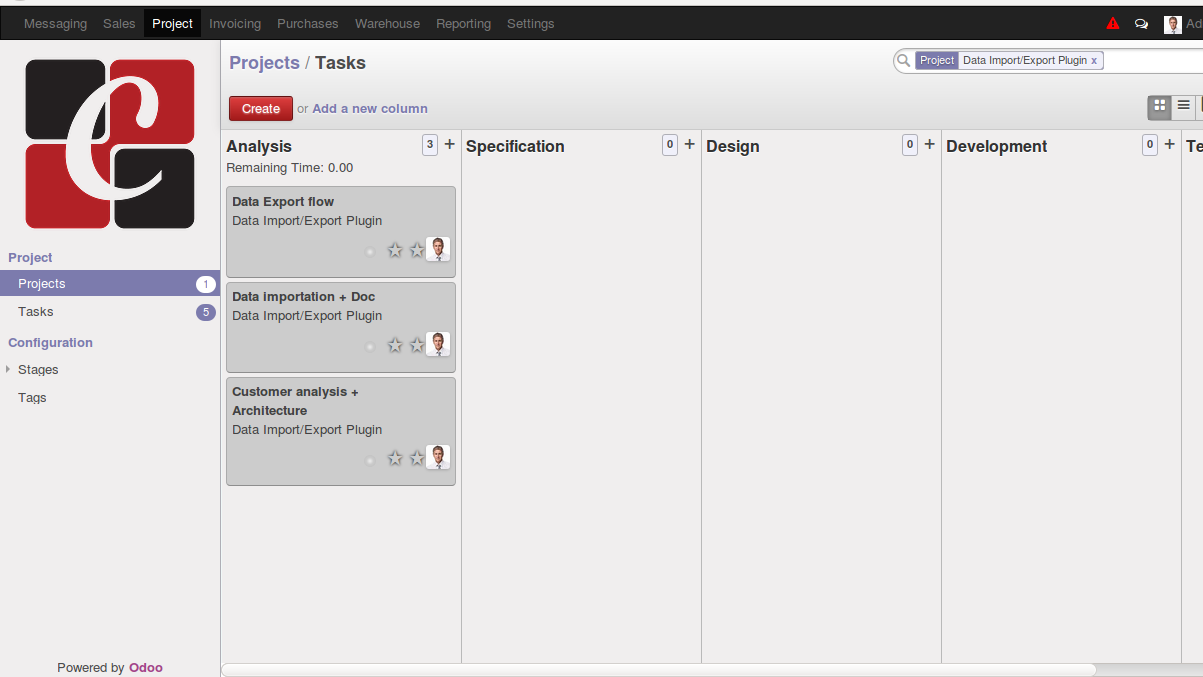 Messaging Sales Project Invoicing Purchases Warehouse Reporting Settings Ad
Projects / Tasks
Project Data Import/Export Plugin x
Create or Add a new column
Analysis 3 + Specification 0 + Design 0 + Development 0 + Te
Remaining Time: 0.00
Data Export flow
Data Import/Export Plugin
Data importation + Doc
Data Import/Export Plugin
Customer analysis +
Architecture
Data Import/Export Plugin
C
Project
Projects 1
Tasks 5
Configuration
Stages
Tags
Powered by Odoo